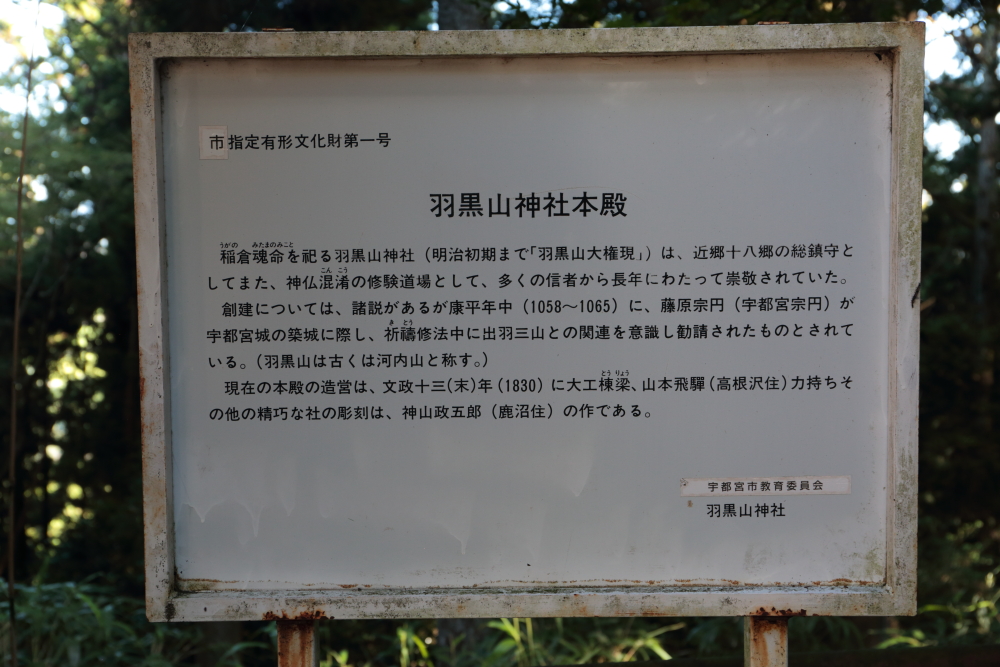 市指定有形文化財第一号
羽黒山神社本殿
うがの みたまのみこと
稲倉魂命を祀る羽黒山神社（明治初期まで「羽黒山大権現」）は、近郷十八郷の総鎮守と
こん こう
してまた、神仏混淆の修験道場として、多くの信者から長年にわたって崇敬されていた。
創建については、諸説があるが康平年中（1058～1065）に、藤原宗円（宇都宮宗円）が
き とう
宇都宮城の築城に際し、祈禱修法中に出羽三山との関連を意識し勧請されたものとされて
いる。（羽黒山は古くは河内山と称す。）
とう りょう
現在の本殿の造営は、文政十三（末）年（1830）に大工棟梁、山本飛驒（高根沢住）力持ちそ
の他の精巧な社の彫刻は、神山政五郎（鹿沼住）の作である。
宇都宮市教育委員会
羽黒山神社